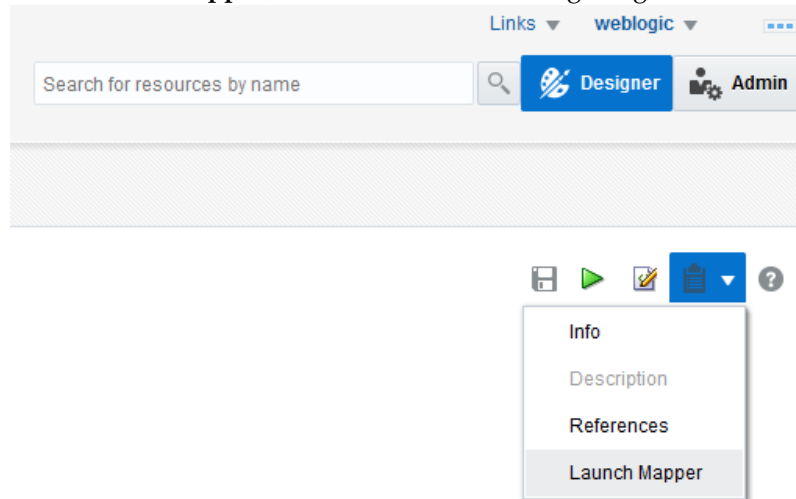 Links weblogic
Search for resources by name Designer Admin
?
Info
Description
References
Launch Mapper